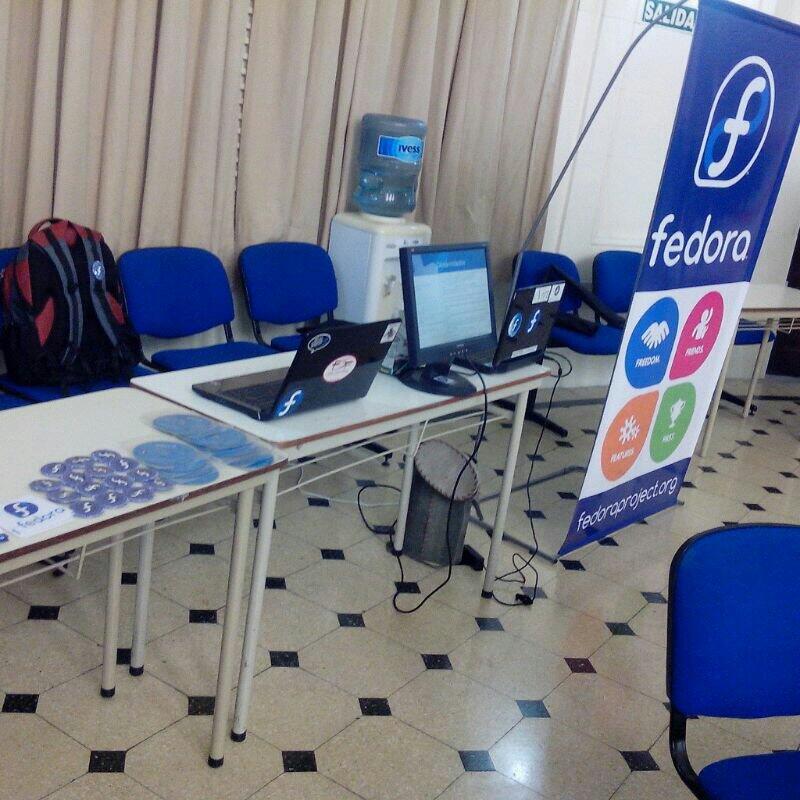 SALIDA
ivess
fedora
FREEDOM.
FRIENDS.
FEATURES.
FIRST.
fedoraproject.org
fedora